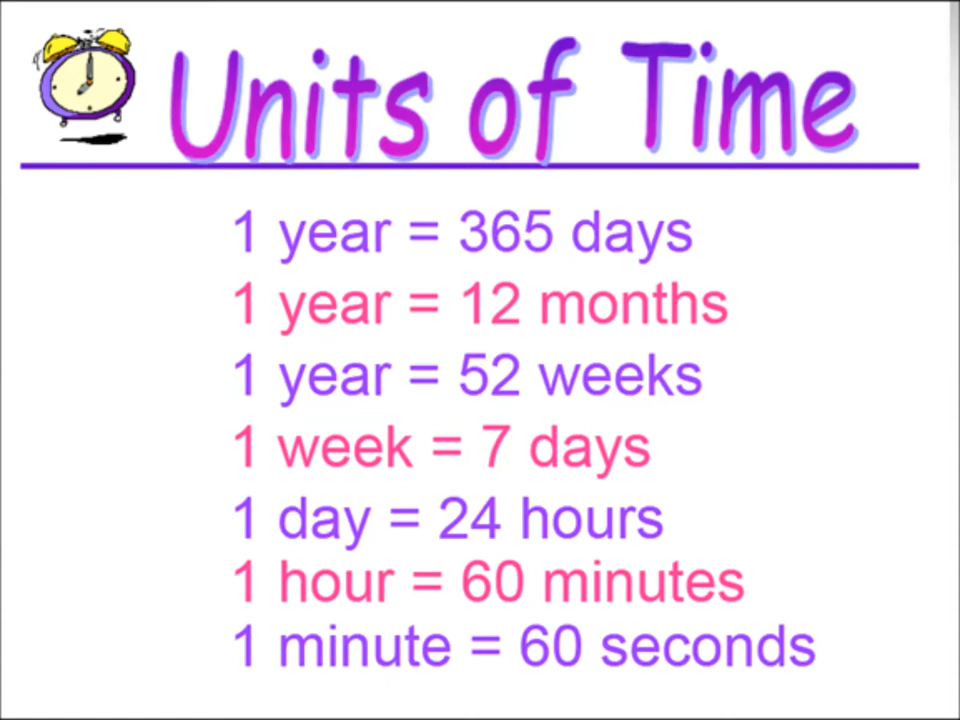 Units of Time
1 year = 365 days
1 year = 12 months
1 year = 52 weeks
1 week = 7 days
1 day = 24 hours
1 hour = 60 minutes
1 minute = 60 seconds